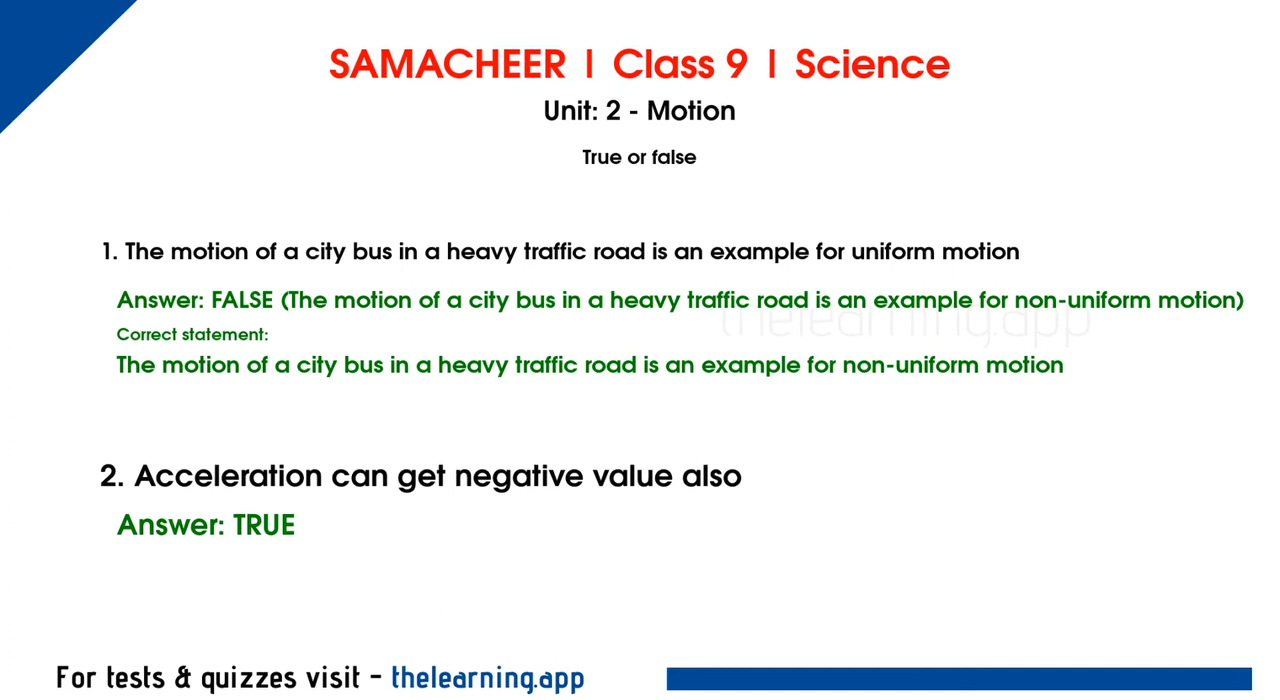 SAMACHEER | Class 9 | Science
Unit: 2 - Motion
True or false
1. The motion of a city bus in a heavy traffic road is an example for uniform motion
Answer: FALSE (The motion of a city bus in a heavy traffic road is an example for non-uniform motion)
thelearning.app
Correct statement:
The motion of a city bus in a heavy traffic road is an example for non-uniform motion
2. Acceleration can get negative value also
Answer: TRUE
For tests & quizzes visit - thelearning.app